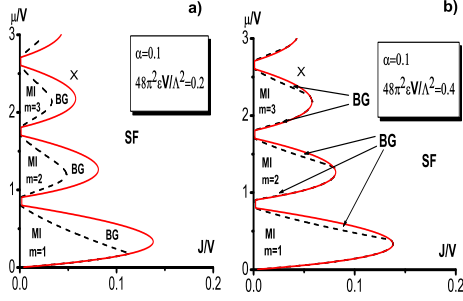 a)
μ/V
3
2
1
0
0.0
0.1
0.2
J/V
α=0.1
48π²εV/Λ²=0.2
X
MI
m=3
BG
SF
MI
m=2
BG
MI
m=1
BG
b)
μ/V
3
2
1
0
0.0
0.1
0.2
J/V
α=0.1
48π²εV/Λ²=0.4
X
MI
m=3
BG
BG
SF
MI
m=2
MI
m=1